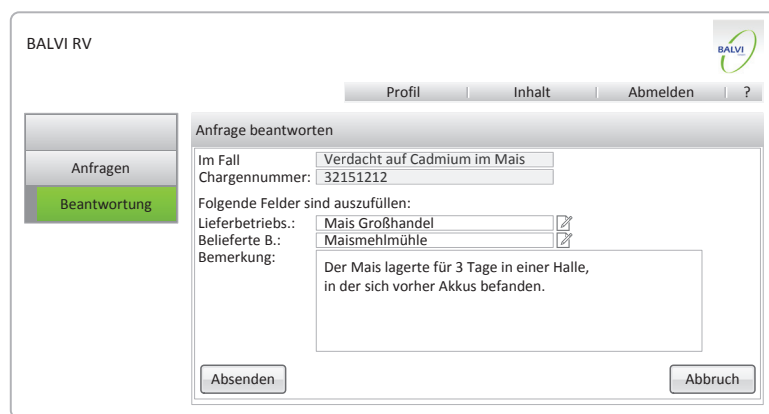 BALVI RV
BALVI
Profil Inhalt Abmelden ?
Anfragen
Beantwortung
Anfrage beantworten
Im Fall Verdacht auf Cadmium im Mais
Chargennummer: 32151212
Folgende Felder sind auszufüllen:
Lieferbetriebs.: Mais Großhandel
Belieferte B.: Maismehlmühle
Bemerkung:
Der Mais lagerte für 3 Tage in einer Halle,
in der sich vorher Akkus befanden.
Absenden Abbruch